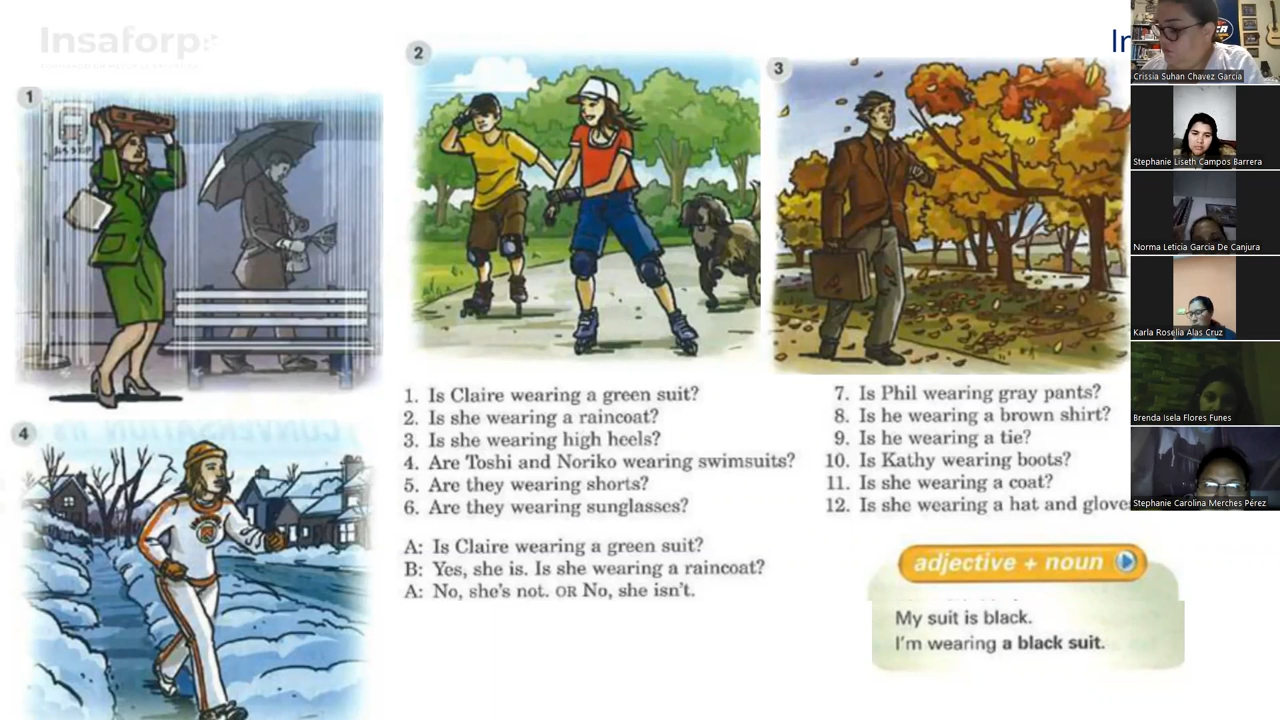 Insaforp
1
2
3
4
1. Is Claire wearing a green suit?
2. Is she wearing a raincoat?
3. Is she wearing high heels?
4. Are Toshi and Noriko wearing swimsuits?
5. Are they wearing shorts?
6. Are they wearing sunglasses?
7. Is Phil wearing gray pants?
8. Is he wearing a brown shirt?
9. Is he wearing a tie?
10. Is Kathy wearing boots?
11. Is she wearing a coat?
12. Is she wearing a hat and glove
A: Is Claire wearing a green suit?
B: Yes, she is. Is she wearing a raincoat?
A: No, she's not. OR No, she isn't.
adjective + noun
My suit is black.
I'm wearing a black suit.
Crissia Suhan Chavez Garcia
Stephanie Liseth Campos Barrera
Norma Leticia Garcia De Canjura
Karla Roselia Alas Cruz
Brenda Isela Flores Funes
Stephanie Carolina Merches Pérez